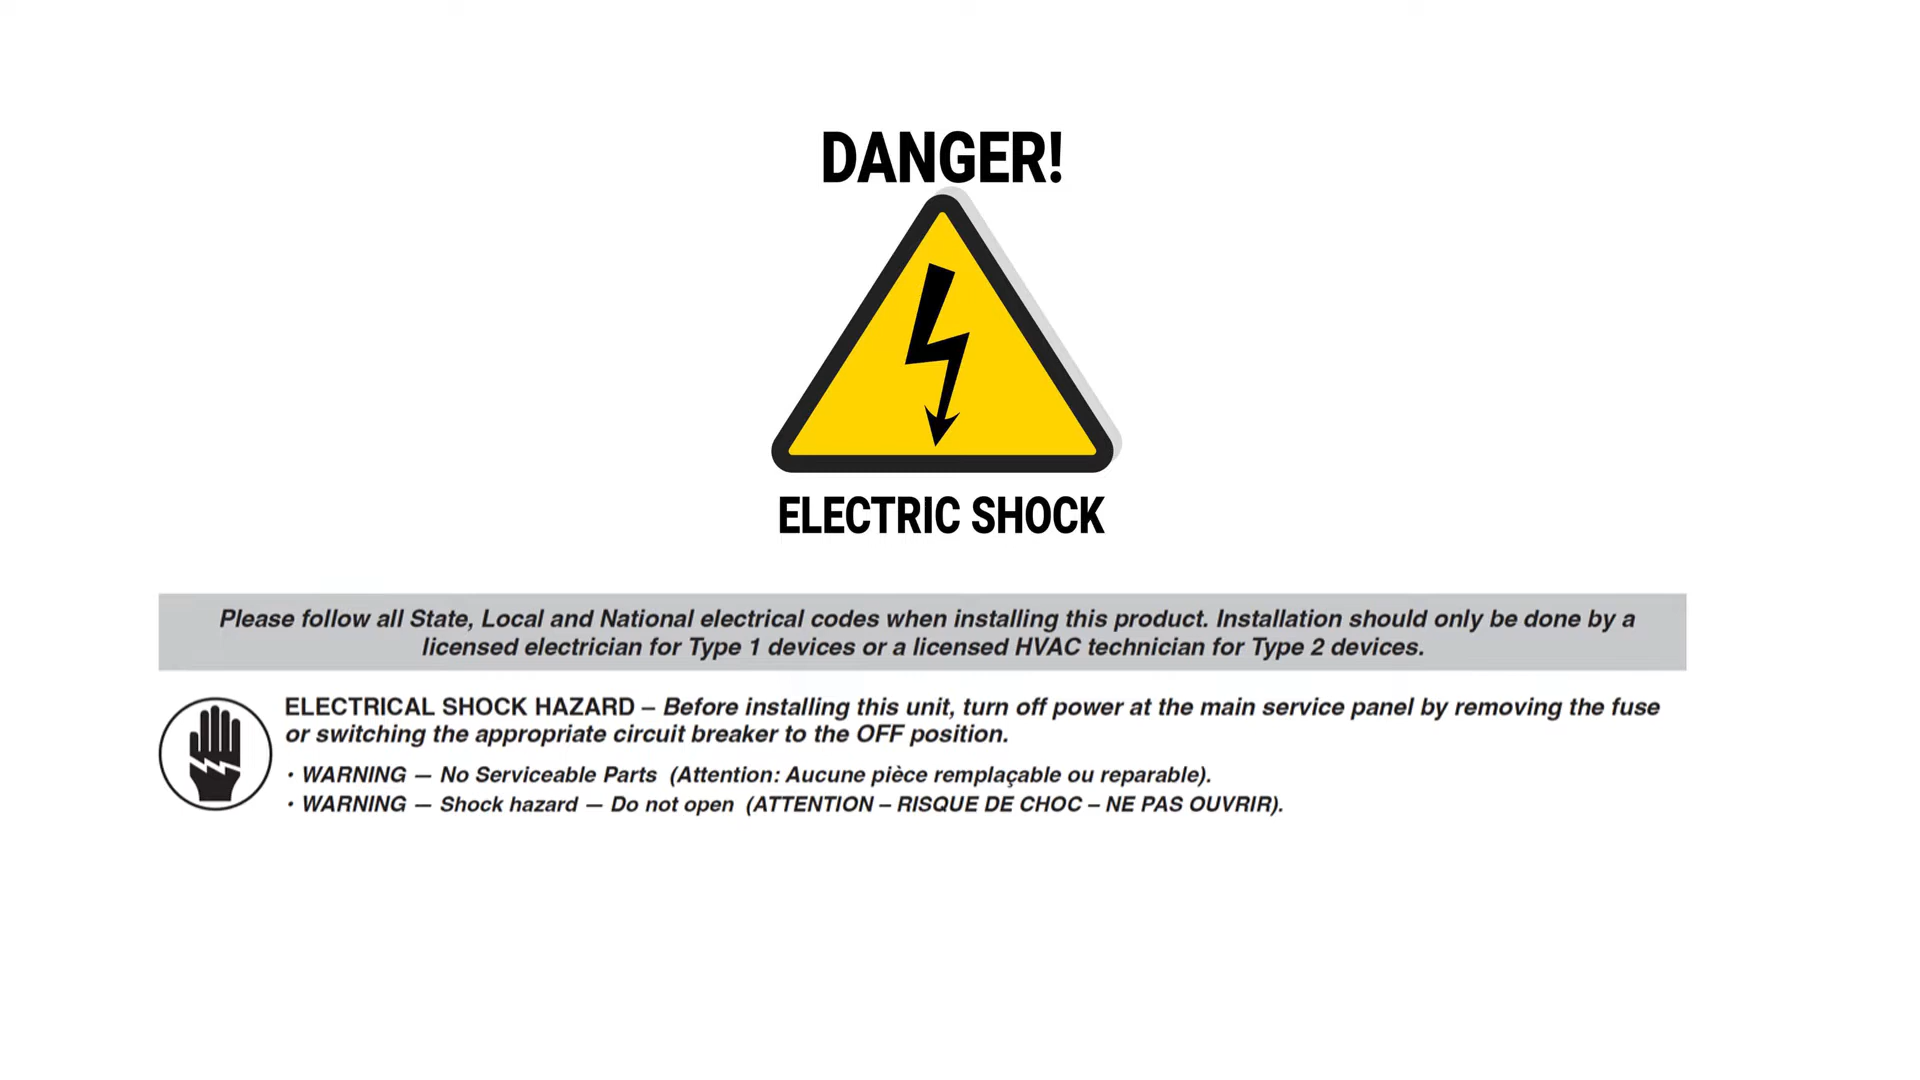 DANGER!
ELECTRIC SHOCK
Please follow all State, Local and National electrical codes when installing this product. Installation should only be done by a
licensed electrician for Type 1 devices or a licensed HVAC technician for Type 2 devices.
ELECTRICAL SHOCK HAZARD – Before installing this unit, turn off power at the main service panel by removing the fuse
or switching the appropriate circuit breaker to the OFF position.
• WARNING — No Serviceable Parts (Attention: Aucune pièce remplaçable ou reparable).
• WARNING — Shock hazard — Do not open (ATTENTION – RISQUE DE CHOC – NE PAS OUVRIR).